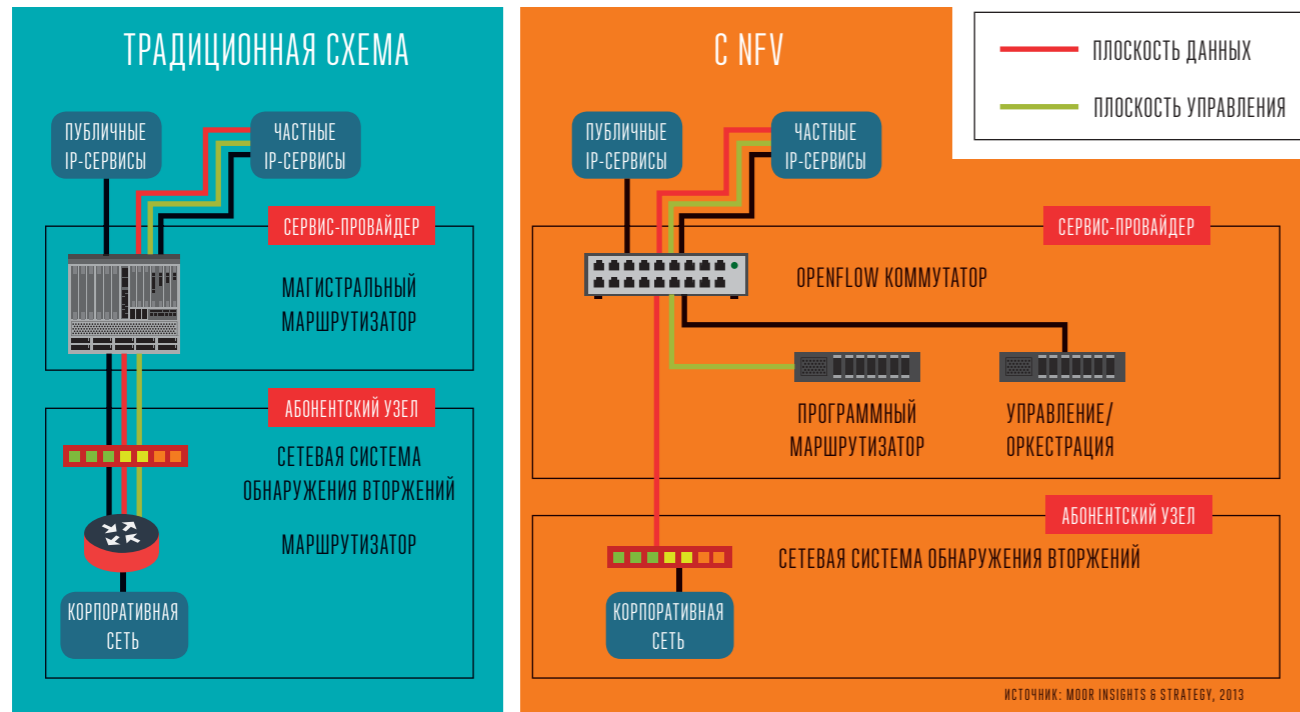 ТРАДИЦИОННАЯ СХЕМА
ПУБЛИЧНЫЕ
IP-СЕРВИСЫ
ЧАСТНЫЕ
IP-СЕРВИСЫ
СЕРВИС-ПРОВАЙДЕР
МАГИСТРАЛЬНЫЙ
МАРШРУТИЗАТОР
АБОНЕНТСКИЙ УЗЕЛ
СЕТЕВАЯ СИСТЕМА
ОБНАРУЖЕНИЯ ВТОРЖЕНИЙ
МАРШРУТИЗАТОР
КОРПОРАТИВНАЯ
СЕТЬ
С NFV
ПЛОСКОСТЬ ДАННЫХ
ПЛОСКОСТЬ УПРАВЛЕНИЯ
ПУБЛИЧНЫЕ
IP-СЕРВИСЫ
ЧАСТНЫЕ
IP-СЕРВИСЫ
СЕРВИС-ПРОВАЙДЕР
OPENFLOW КОММУТАТОР
ПРОГРАММНЫЙ
МАРШРУТИЗАТОР
УПРАВЛЕНИЕ/
ОРКЕСТРАЦИЯ
АБОНЕНТСКИЙ УЗЕЛ
СЕТЕВАЯ СИСТЕМА ОБНАРУЖЕНИЯ ВТОРЖЕНИЙ
КОРПОРАТИВНАЯ
СЕТЬ
ИСТОЧНИК: MOOR INSIGHTS & STRATEGY, 2013